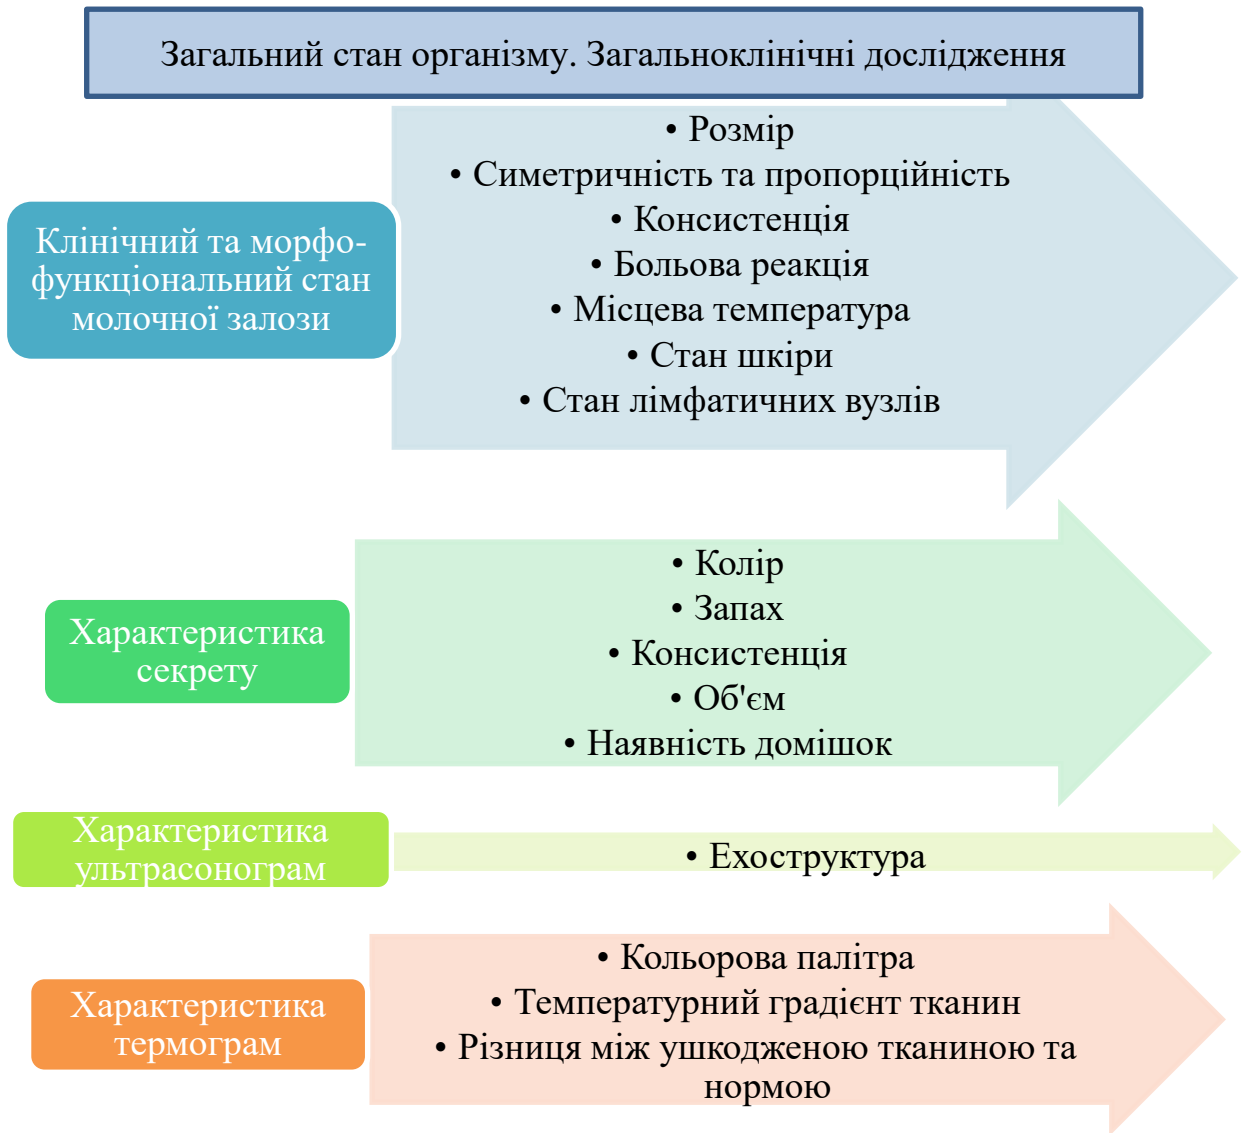 Загальний стан організму. Загальноклінічні дослідження
Клінічний та морфо-
функціональний стан
молочної залози
• Розмір
• Симетричність та пропорційність
• Консистенція
• Больова реакція
• Місцева температура
• Стан шкіри
• Стан лімфатичних вузлів
Характеристика
секрету
• Колір
• Запах
• Консистенція
• Об'єм
• Наявність домішок
Характеристика
ультрасонограм
• Ехоструктура
Характеристика
термограм
• Кольорова палітра
• Температурний градієнт тканин
• Різниця між ушкодженою тканиною та
нормою